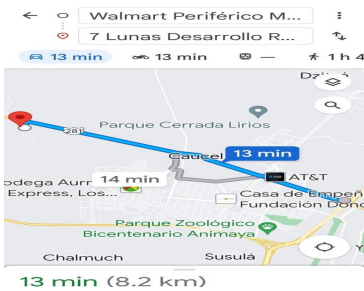 Walmart Periférico M...
7 Lunas Desarrollo R...
13 min
13 min
—
1 h 4
Parque Cerrada Lirios
281
Caucel
13 min
14 min
AT&T
odega Aurr
Express, Los...
Casa de Empeñ
Fundación Dond
Parque Zoológico
Bicentenario Animaya
Chalmuch
Susulá
13 min (8.2 km)